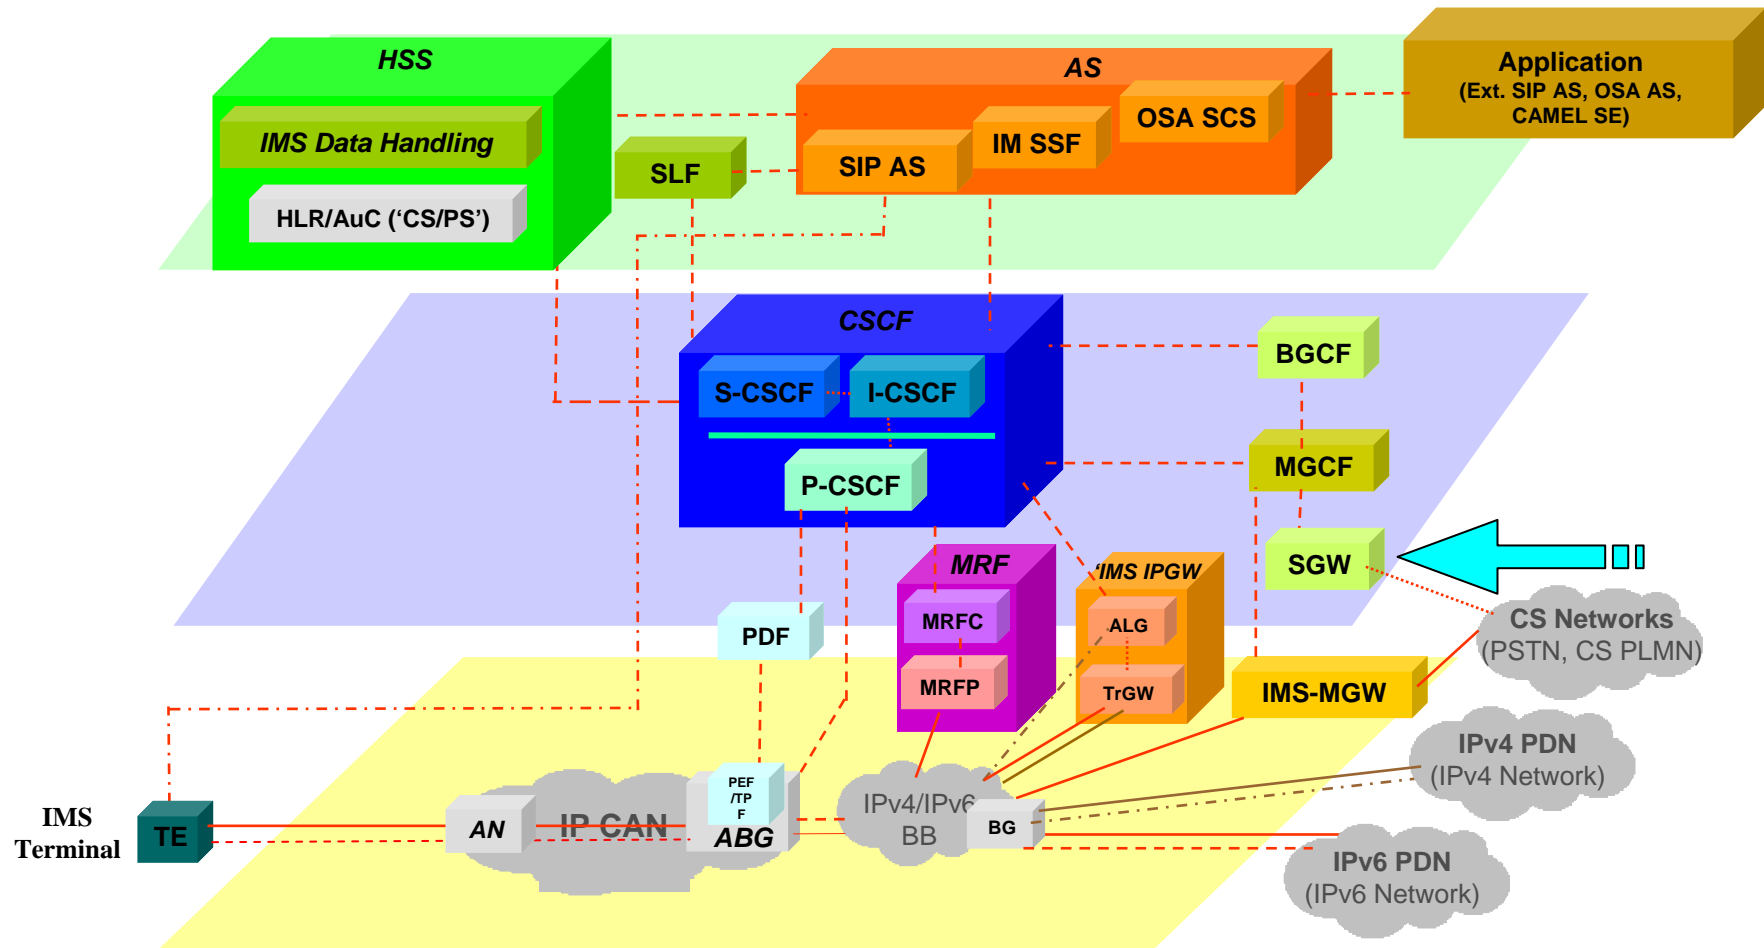 HSS
AS
Application
(Ext. SIP AS, OSA AS,
CAMEL SE)
IMS Data Handling
OSA SCS
IM SSF
SLF
SIP AS
HLR/AuC (‘CS/PS’)
CSCF
BGCF
S-CSCF
I-CSCF
MGCF
P-CSCF
MRF
‘IMS IPGW
SGW
PDF
MRFC
ALG
CS Networks
(PSTN, CS PLMN)
MRFP
TrGW
IMS-MGW
IPv4 PDN
(IPv4 Network)
PEF
/TP
F
IPv4/IPv6
BB
IMS
Terminal
TE
AN
IP CAN
ABG
BG
IPv6 PDN
(IPv6 Network)